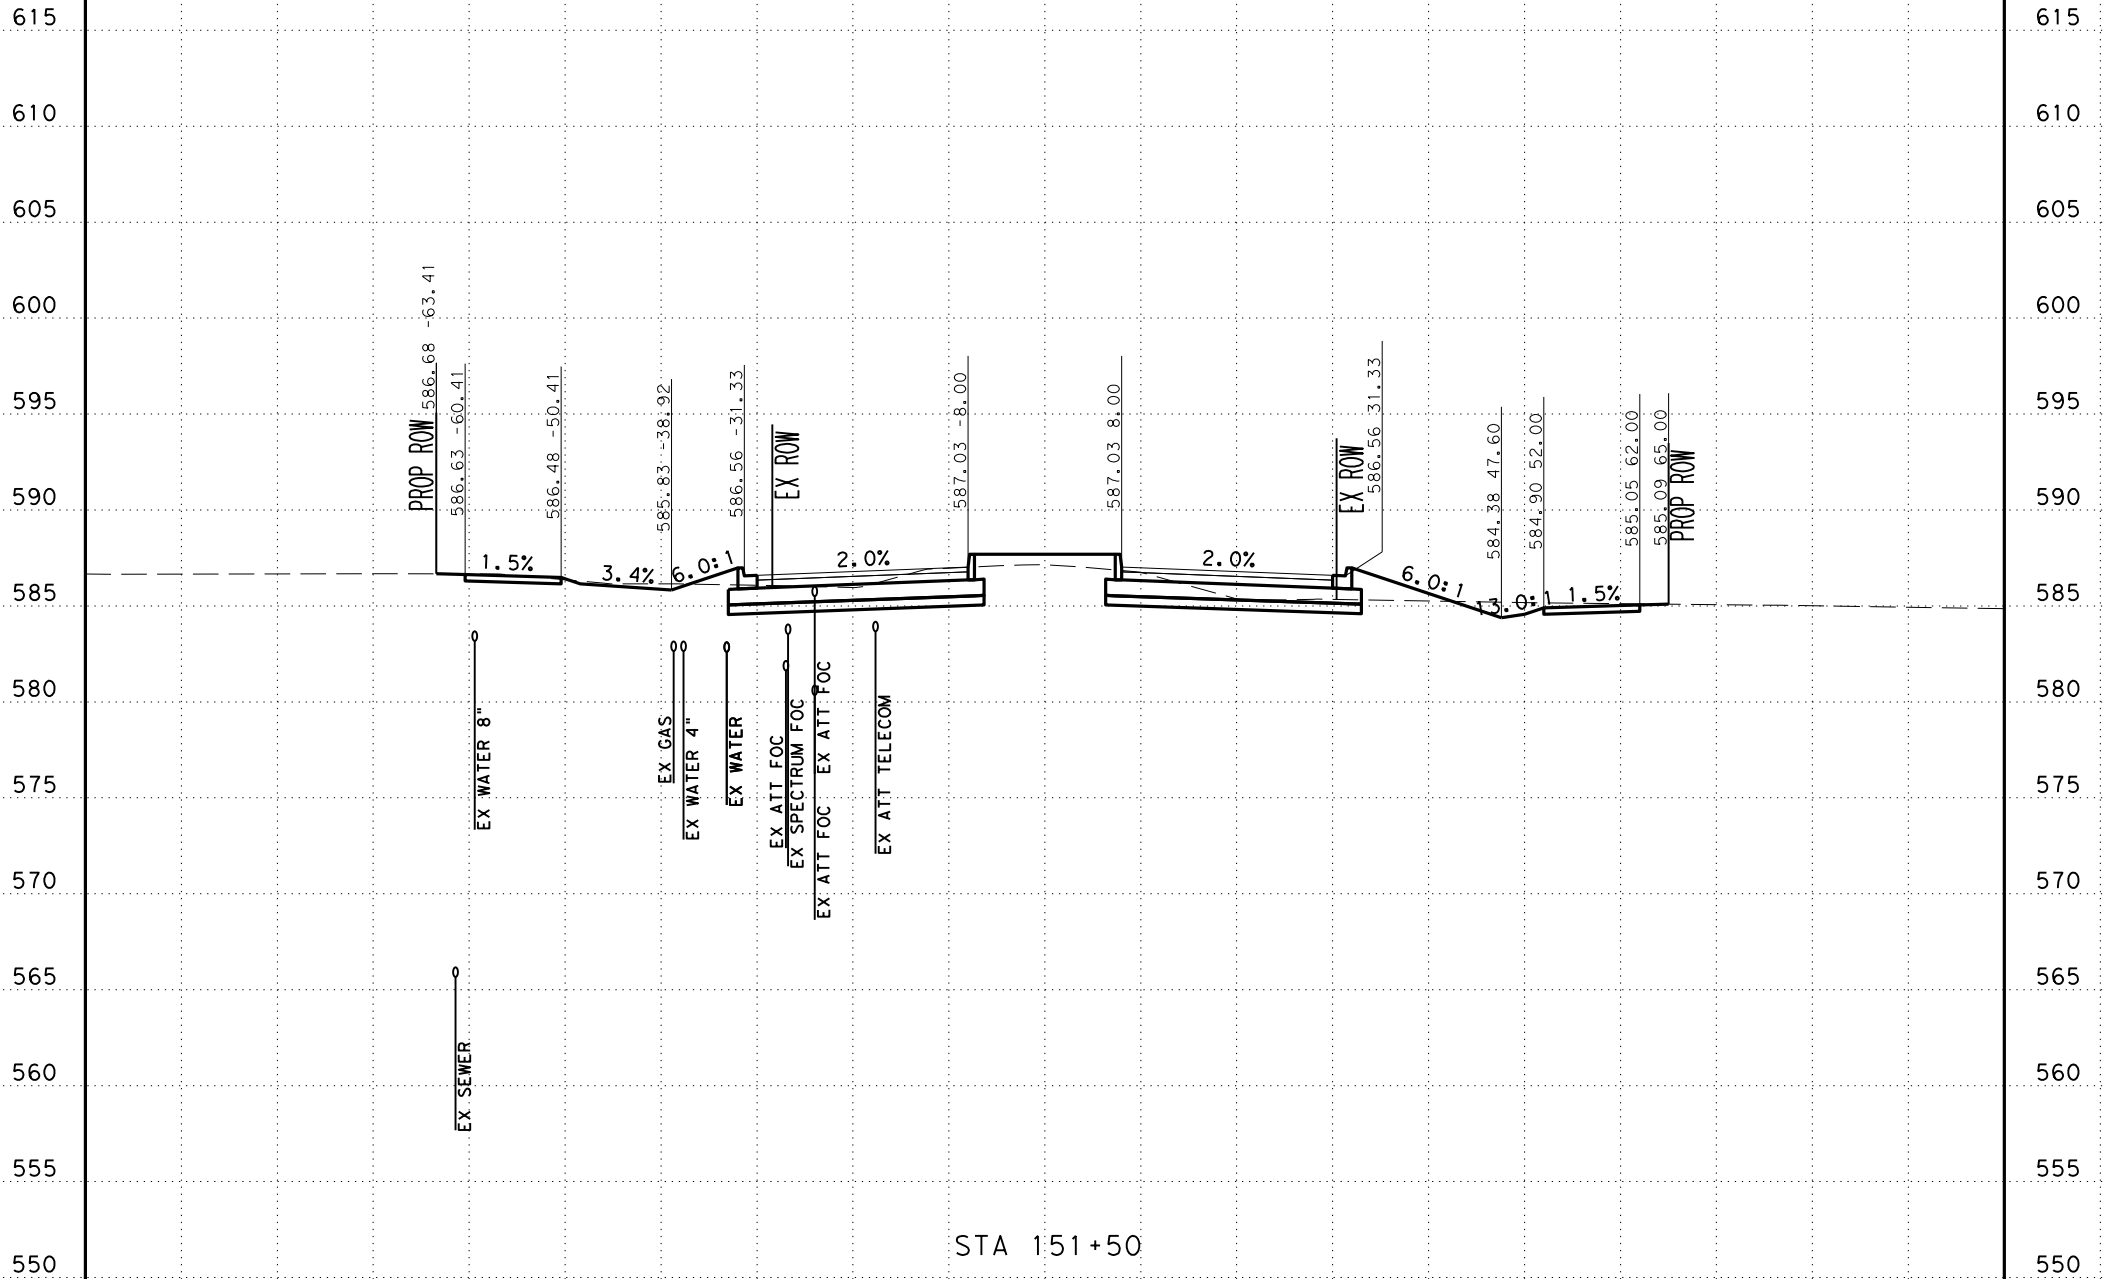 615 615
610 610
605 605
600 600
595 595
590 590
585 585
580 580
575 575
570 570
565 565
560 560
555 555
550 550
PROP ROW
586.68 -63.41
586.63 -60.41
586.48 -50.41
585.83 -38.92
586.56 -31.33
EX ROW
587.03 -8.00
587.03 8.00
EX ROW
586.56 31.33
584.38 47.60
584.90 52.00
585.05 62.00
585.09 65.00
PROP ROW
1.5%
3.4%
6.0:1
2.0%
2.0%
6.0:1
13.0:1
1.5%
EX SEWER
EX WATER 8"
EX GAS
EX WATER 4"
EX WATER
EX ATT FOC
EX SPECTRUM FOC
EX ATT FOC
EX ATT FOC
EX ATT TELECOM
STA 151+50